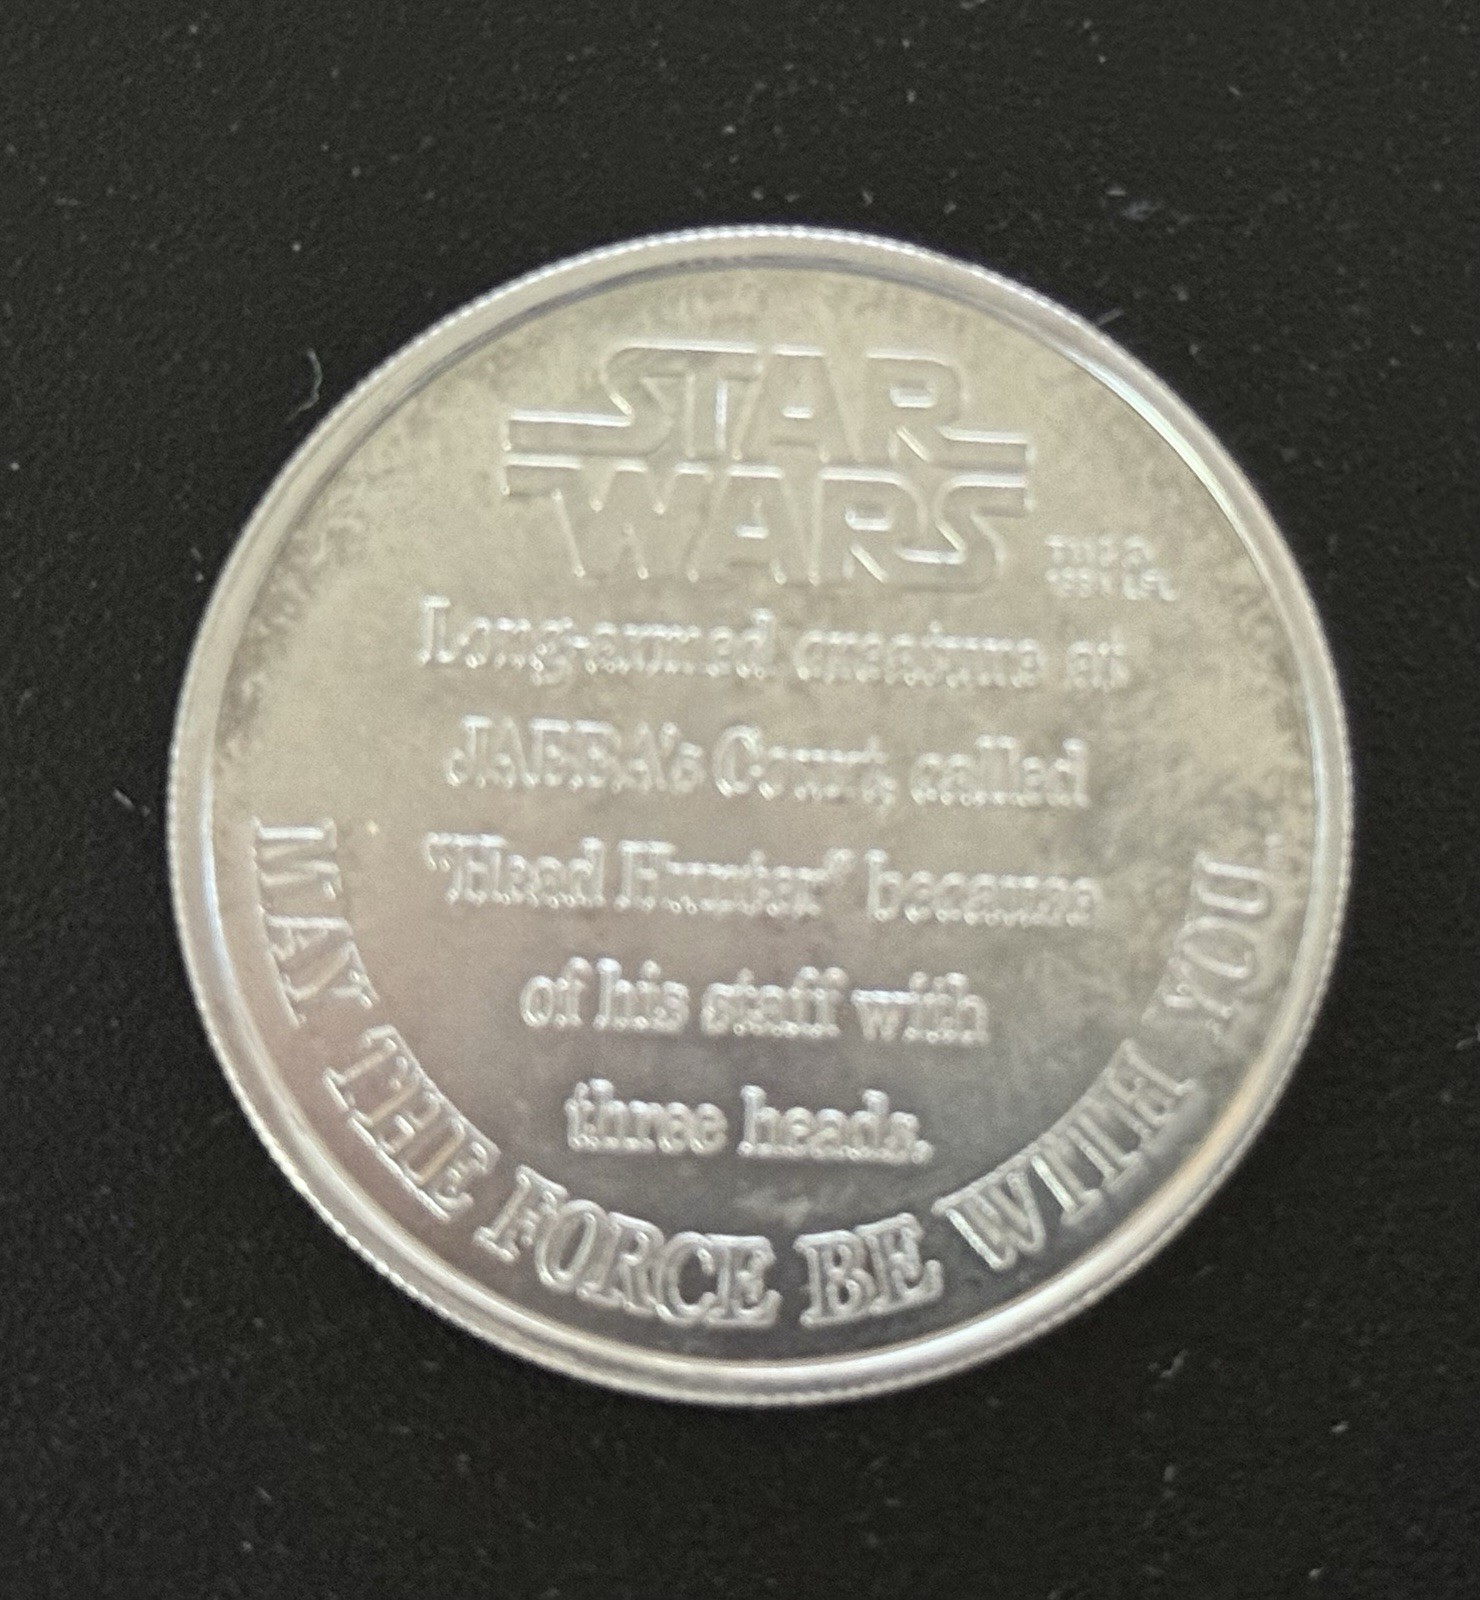 STAR
WARS
Long-armed creature at
JABBA's Court, called
"Head Hunter" because
of his staff with
three heads.
MAY THE FORCE BE WITH YOU